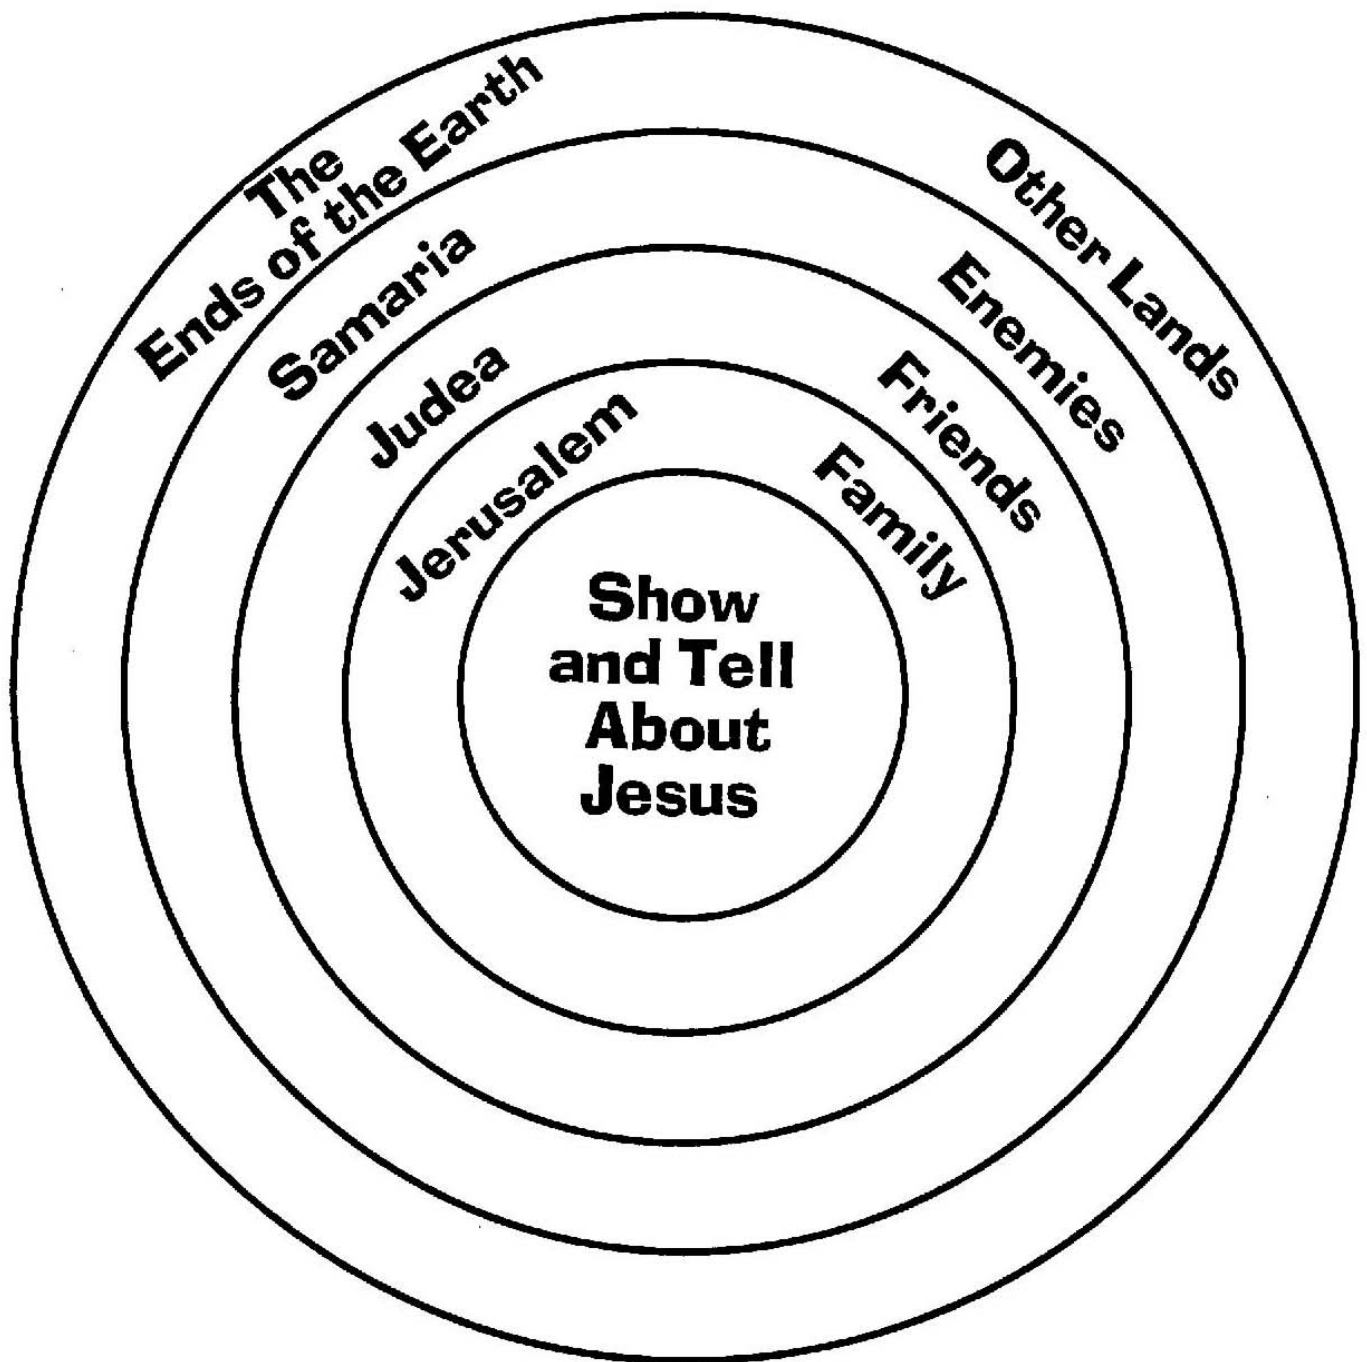 The
Ends of the Earth
Other Lands
Samaria
Enemies
Judea
Friends
Jerusalem
Family
Show
and Tell
About
Jesus